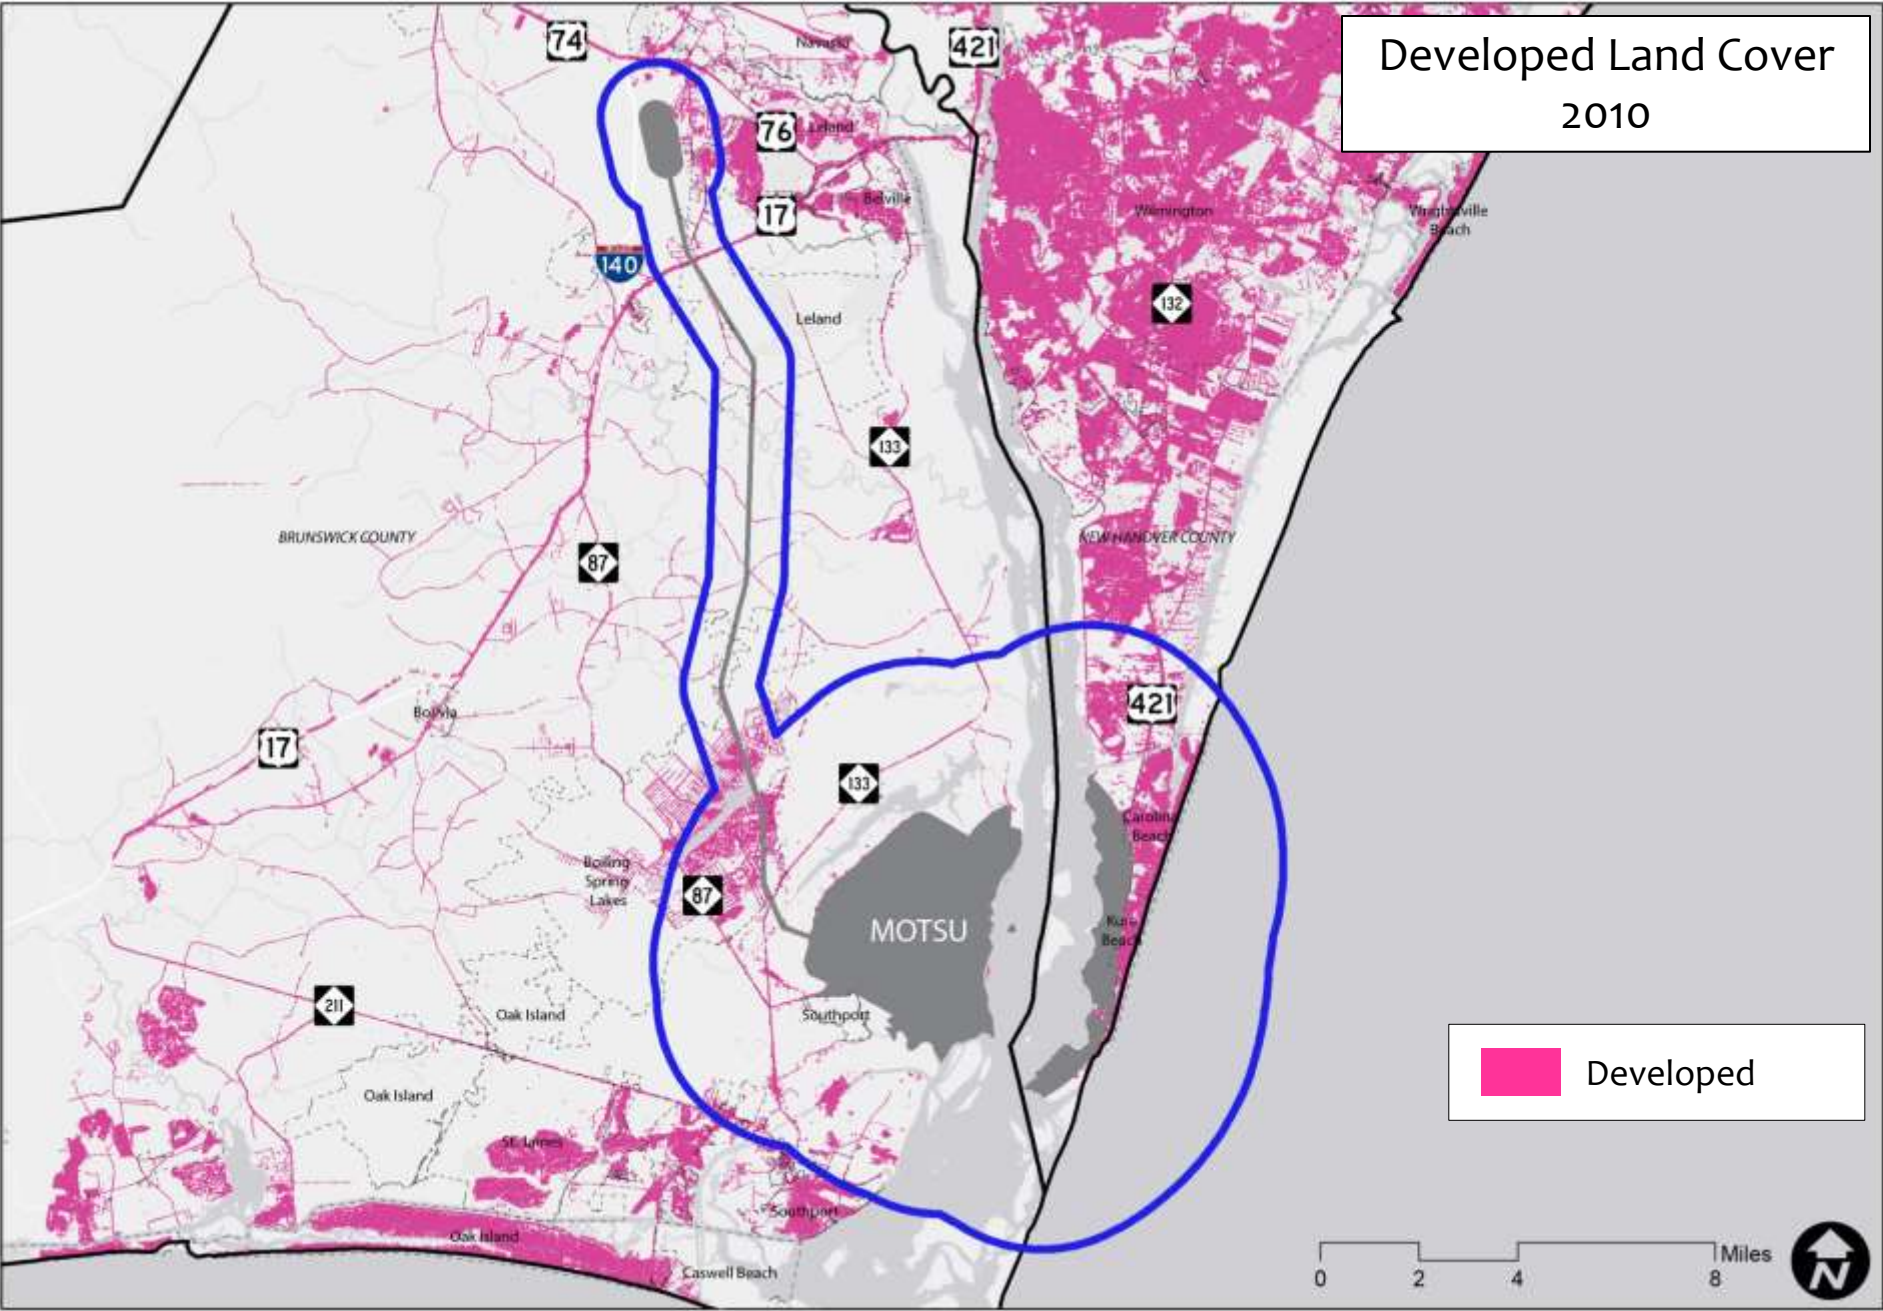 Developed Land Cover
2010
74
Navassa
421
76
Leland
17
Belville
Wilmington
Wrightsville
Beach
140
132
Leland
133
BRUNSWICK COUNTY
NEW HANOVER COUNTY
87
Bolivia
421
17
133
Carolina
Beach
Boiling
Spring
Lakes
87
MOTSU
Kure
Beach
211
Oak Island
Southport
Developed
Oak Island
St. James
Southport
Oak Island
Caswell Beach
Miles
0
2
4
8
N